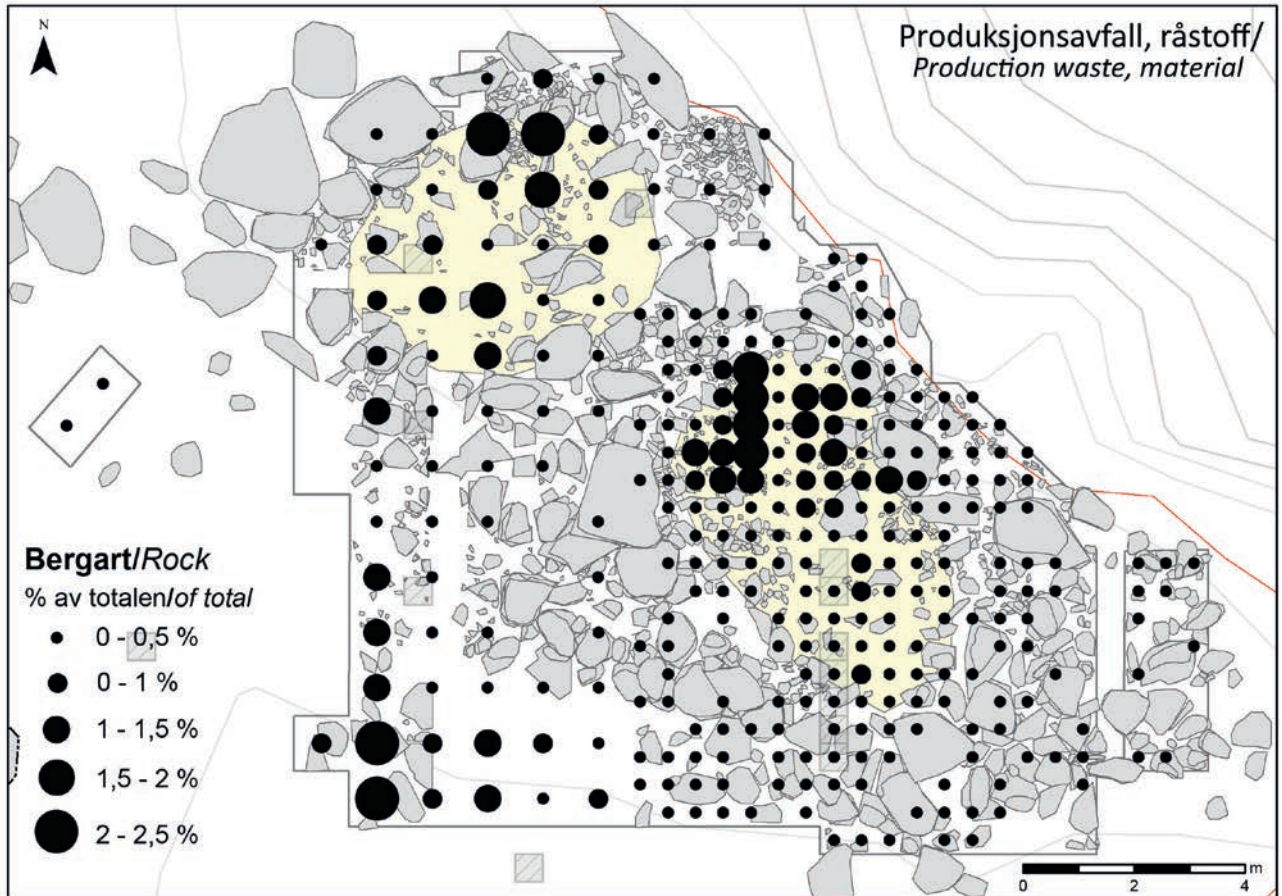 N
Produksjonsavfall, råstoff/
Production waste, material
Bergart/Rock
% av totalen/of total
0 - 0,5 %
0 - 1 %
1 - 1,5 %
1,5 - 2 %
2 - 2,5 %
m
0 2 4